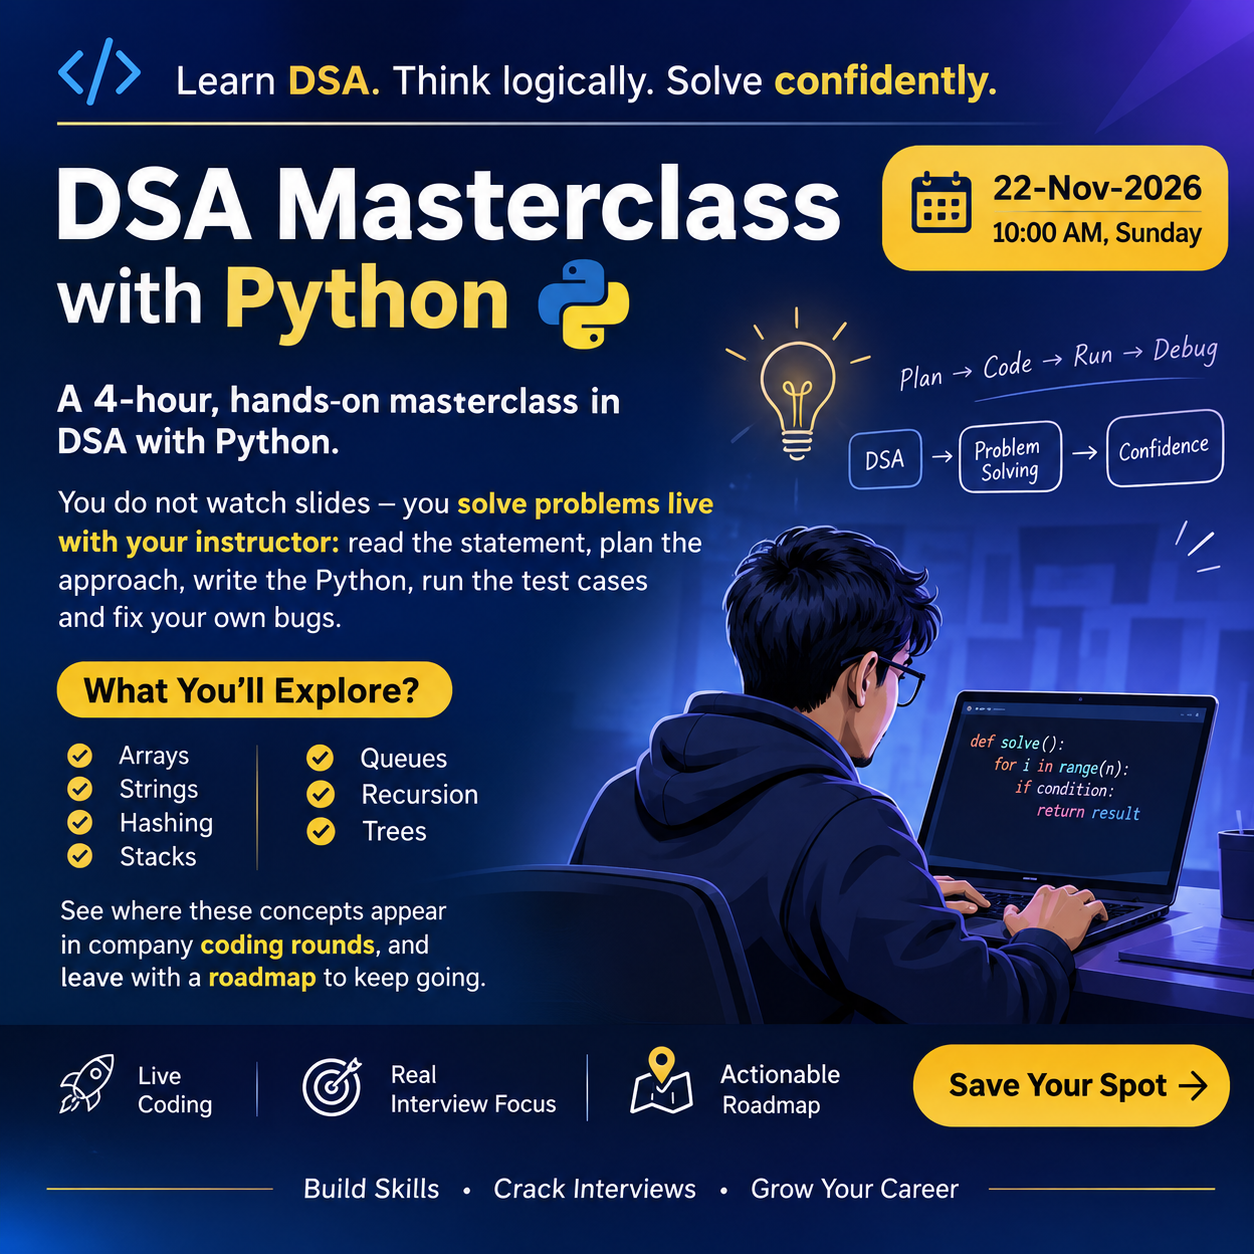 </>
Learn DSA. Think logically. Solve confidently.
DSA Masterclass
with Python
22-Nov-2026
10:00 AM, Sunday
A 4-hour, hands-on masterclass in
DSA with Python.
You do not watch slides – you solve problems live
with your instructor: read the statement, plan the
approach, write the Python, run the test cases
and fix your own bugs.
Plan → Code → Run → Debug
DSA → Problem Solving → Confidence
What You'll Explore?
Arrays
Strings
Hashing
Stacks
Queues
Recursion
Trees
def solve():
for i in range(n):
if condition:
return result
See where these concepts appear
in company coding rounds, and
leave with a roadmap to keep going.
Live
Coding
Real
Interview Focus
Actionable
Roadmap
Save Your Spot →
Build Skills • Crack Interviews • Grow Your Career